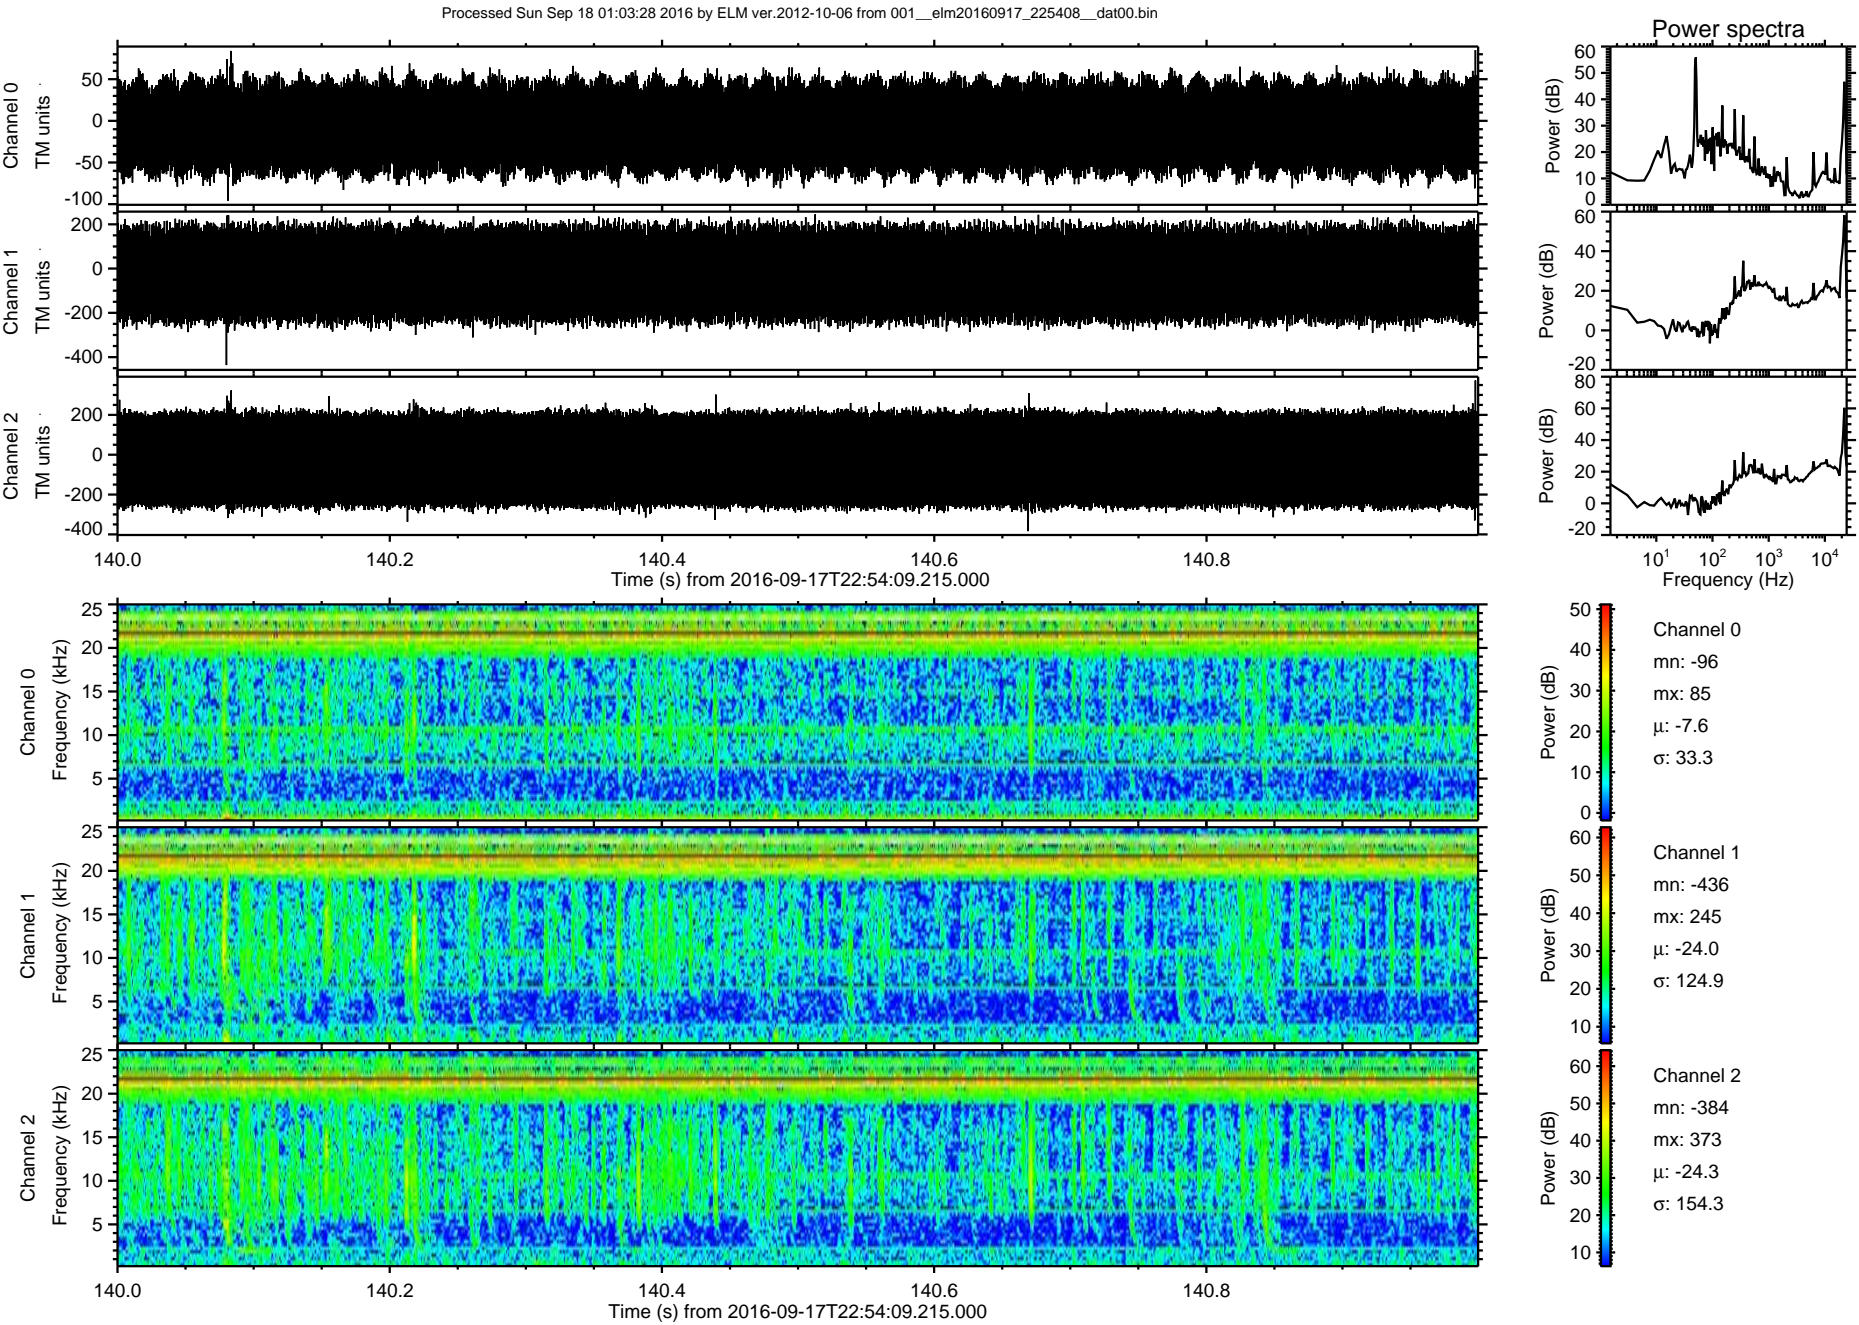 Processed Sun Sep 18 01:03:28 2016 by ELM ver.2012-10-06 from 001__elm20160917_225408__dat00.bin
Power spectra
Channel 0
TM units
50
0
-50
-100
Power (dB)
60
50
40
30
20
10
0
Channel 1
TM units
200
0
-200
-400
Power (dB)
60
40
20
0
-20
Channel 2
TM units
200
0
-200
-400
Power (dB)
80
60
40
20
0
-20
140.0 140.2 140.4 140.6 140.8
Time (s) from 2016-09-17T22:54:09.215.000
10^1 10^2 10^3 10^4
Frequency (Hz)
Channel 0
Frequency (kHz)
25
20
15
10
5
Power (dB)
50
40
30
20
10
0
Channel 0
mn: -96
mx: 85
μ: -7.6
σ: 33.3
Channel 1
Frequency (kHz)
25
20
15
10
5
Power (dB)
60
50
40
30
20
10
Channel 1
mn: -436
mx: 245
μ: -24.0
σ: 124.9
Channel 2
Frequency (kHz)
25
20
15
10
5
Power (dB)
60
50
40
30
20
10
Channel 2
mn: -384
mx: 373
μ: -24.3
σ: 154.3
140.0 140.2 140.4 140.6 140.8
Time (s) from 2016-09-17T22:54:09.215.000